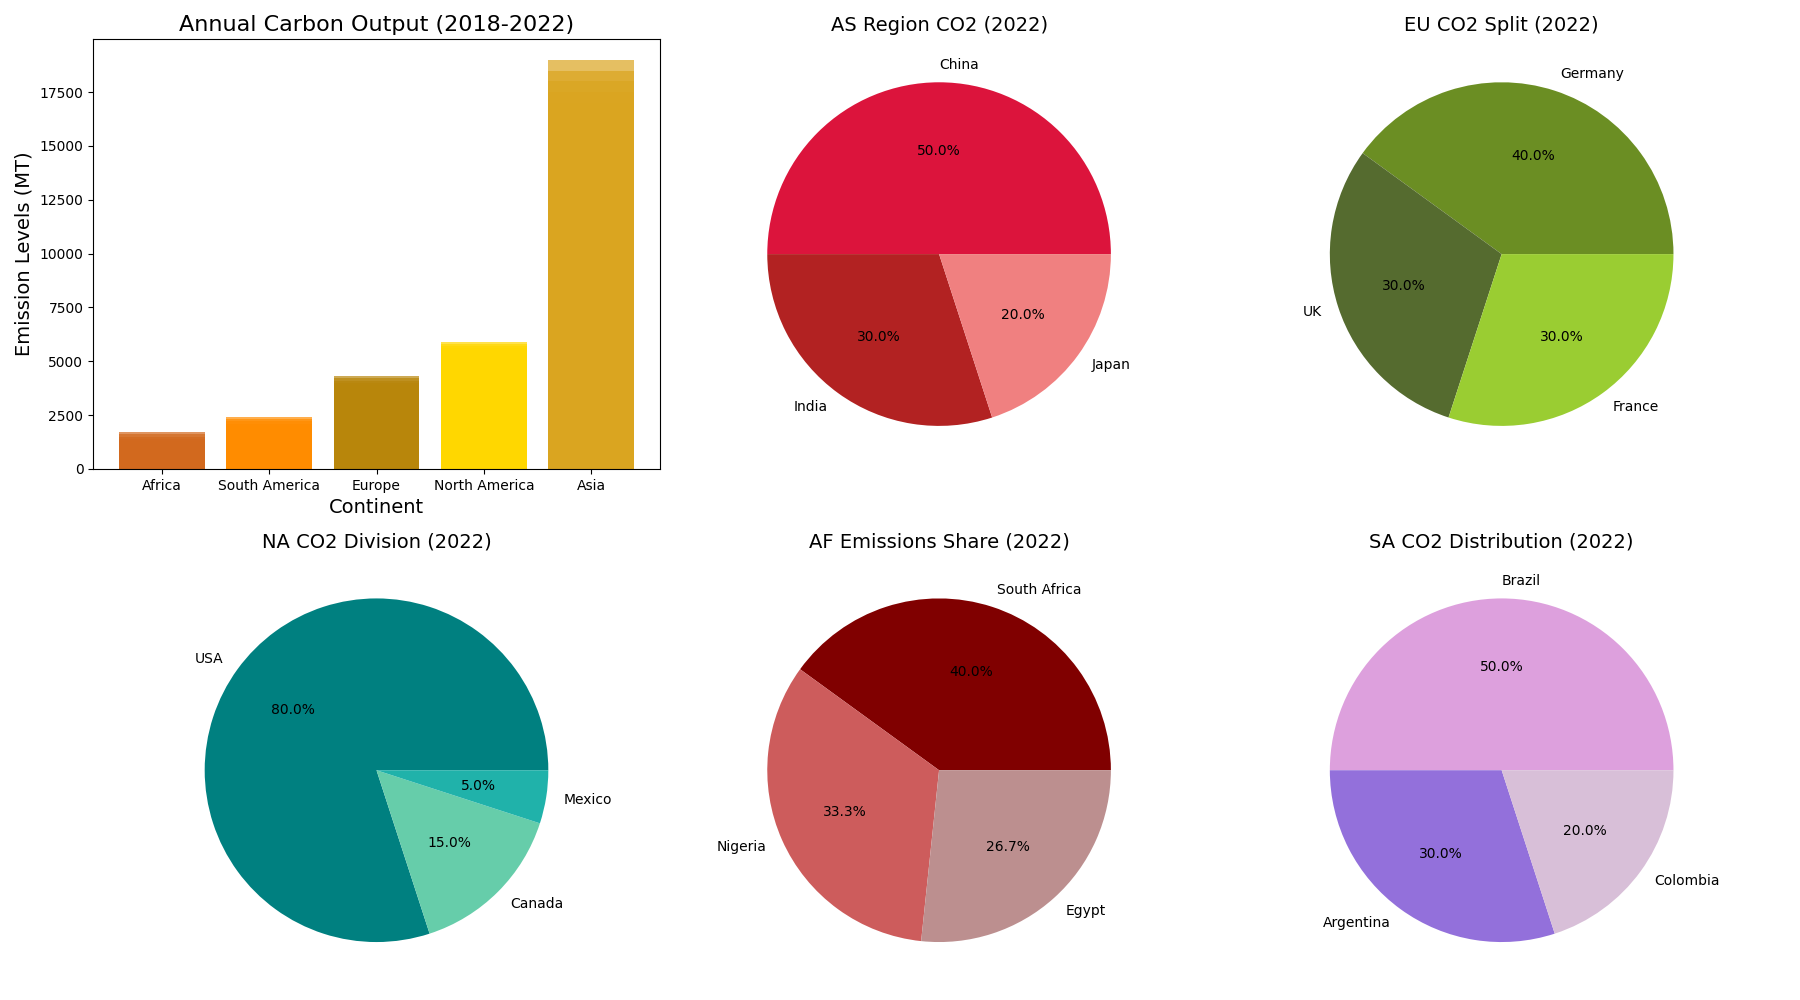 Annual Carbon Output (2018-2022)
Emission Levels (MT)
17500
15000
12500
10000
7500
5000
2500
0
Africa
South America
Europe
North America
Asia
Continent
AS Region CO2 (2022)
China
50.0%
30.0%
20.0%
India
Japan
EU CO2 Split (2022)
Germany
40.0%
30.0%
UK
30.0%
France
NA CO2 Division (2022)
USA
80.0%
5.0%
Mexico
15.0%
Canada
AF Emissions Share (2022)
South Africa
40.0%
33.3%
Nigeria
26.7%
Egypt
SA CO2 Distribution (2022)
Brazil
50.0%
30.0%
20.0%
Argentina
Colombia